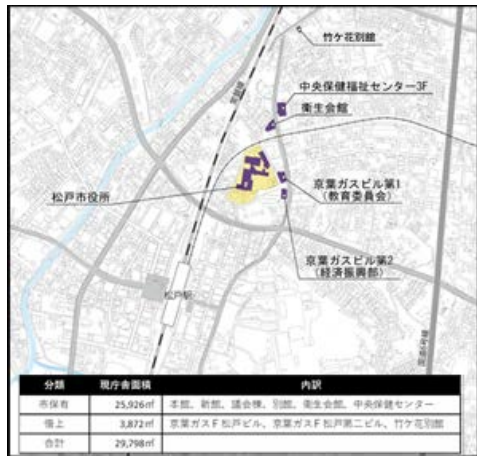 竹ケ花別館
中央保健福祉センター3F
衛生会館
松戸市役所
京葉ガスビル第1
(教育委員会)
京葉ガスビル第2
(経済振興部)
松戸駅
分類 現庁舎面積 内訳
市保有 25,926㎡ 本館、新館、議会棟、別館、衛生会館、中央保健センター
借上 3,872㎡ 京葉ガスF松戸ビル、京葉ガスF松戸第二ビル、竹ケ花別館
合計 29,798㎡